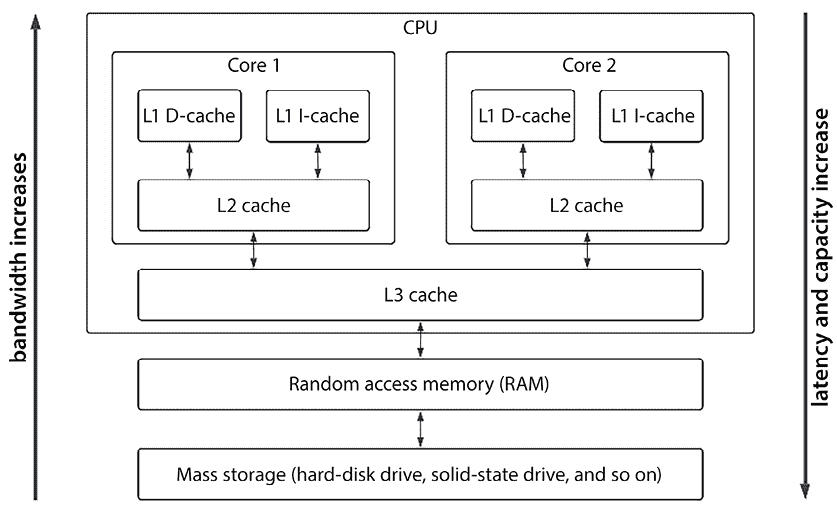 CPU
Core 1
Core 2
L1 D-cache
L1 I-cache
L1 D-cache
L1 I-cache
L2 cache
L2 cache
L3 cache
Random access memory (RAM)
Mass storage (hard-disk drive, solid-state drive, and so on)
bandwidth increases
latency and capacity increase